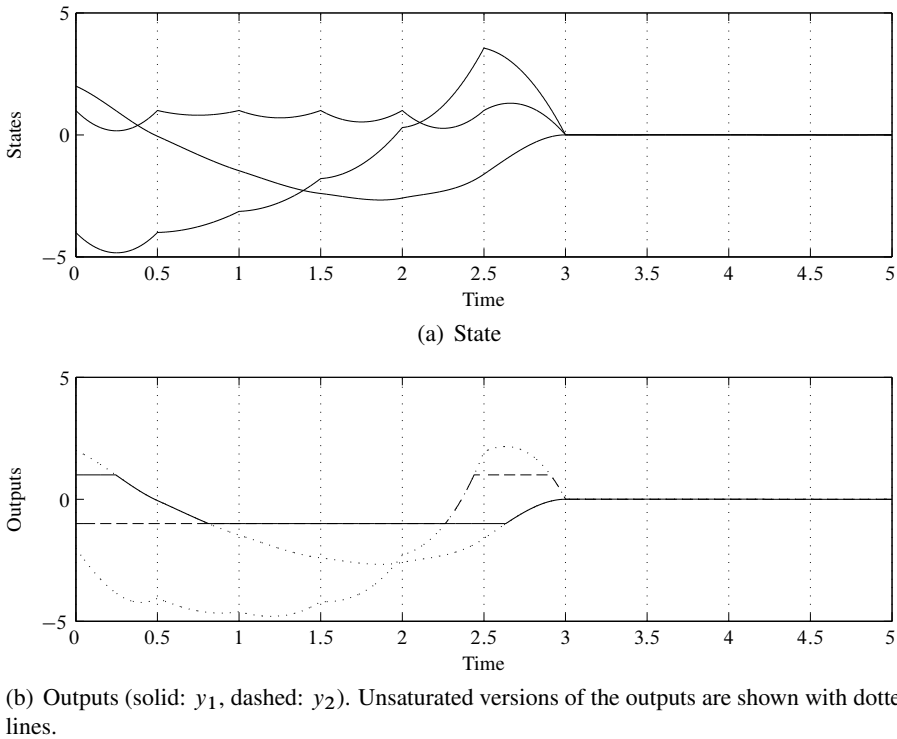 5
States
0
−5
0 0.5 1 1.5 2 2.5 3 3.5 4 4.5 5
Time
(a) State
5
Outputs
0
−5
0 0.5 1 1.5 2 2.5 3 3.5 4 4.5 5
Time
(b) Outputs (solid: y1, dashed: y2). Unsaturated versions of the outputs are shown with dotte
lines.